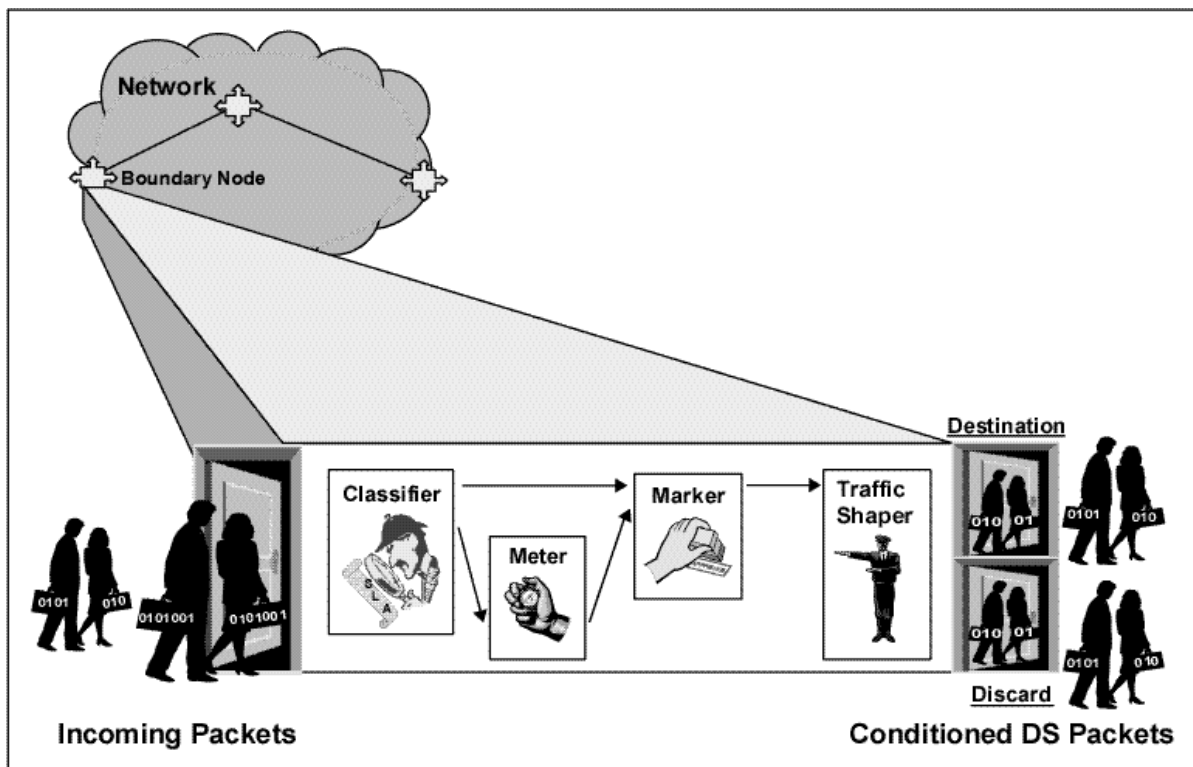 Network
Boundary Node
Destination
Classifier
Marker
Traffic
Shaper
Meter
S L A
0101
010
0101001
0101001
010
01
0101
010
010
01
0101
010
Discard
Incoming Packets
Conditioned DS Packets